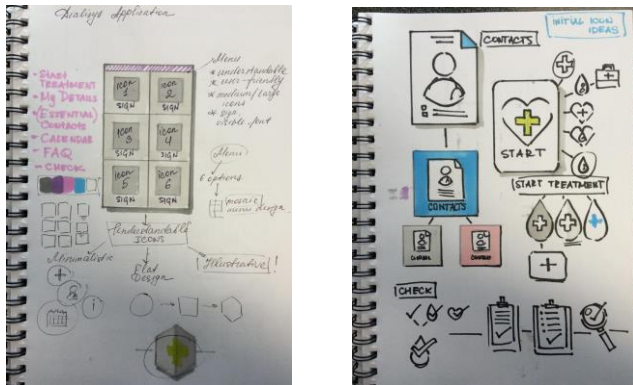 Dialisys Application
- START TREATMENT
- My DETAILS
- (ESSENTIAL) CONTACTS
- CALENDAR
- FAQ
- CHECK
icon 1
SIGN
icon 2
SIGN
icon 3
SIGN
icon 4
SIGN
icon 5
SIGN
icon 6
SIGN
Menu
* understandable
* user-friendly
* medium/large icons
* sign
visible font
Menu
6 options
mosaic
menu design
Understandable
ICONS
Minimalistic
Flat
Design
Illustrative!
i
INITIAL ICON
IDEAS
CONTACTS
START
CONTACTS
START TREATMENT
CHECK